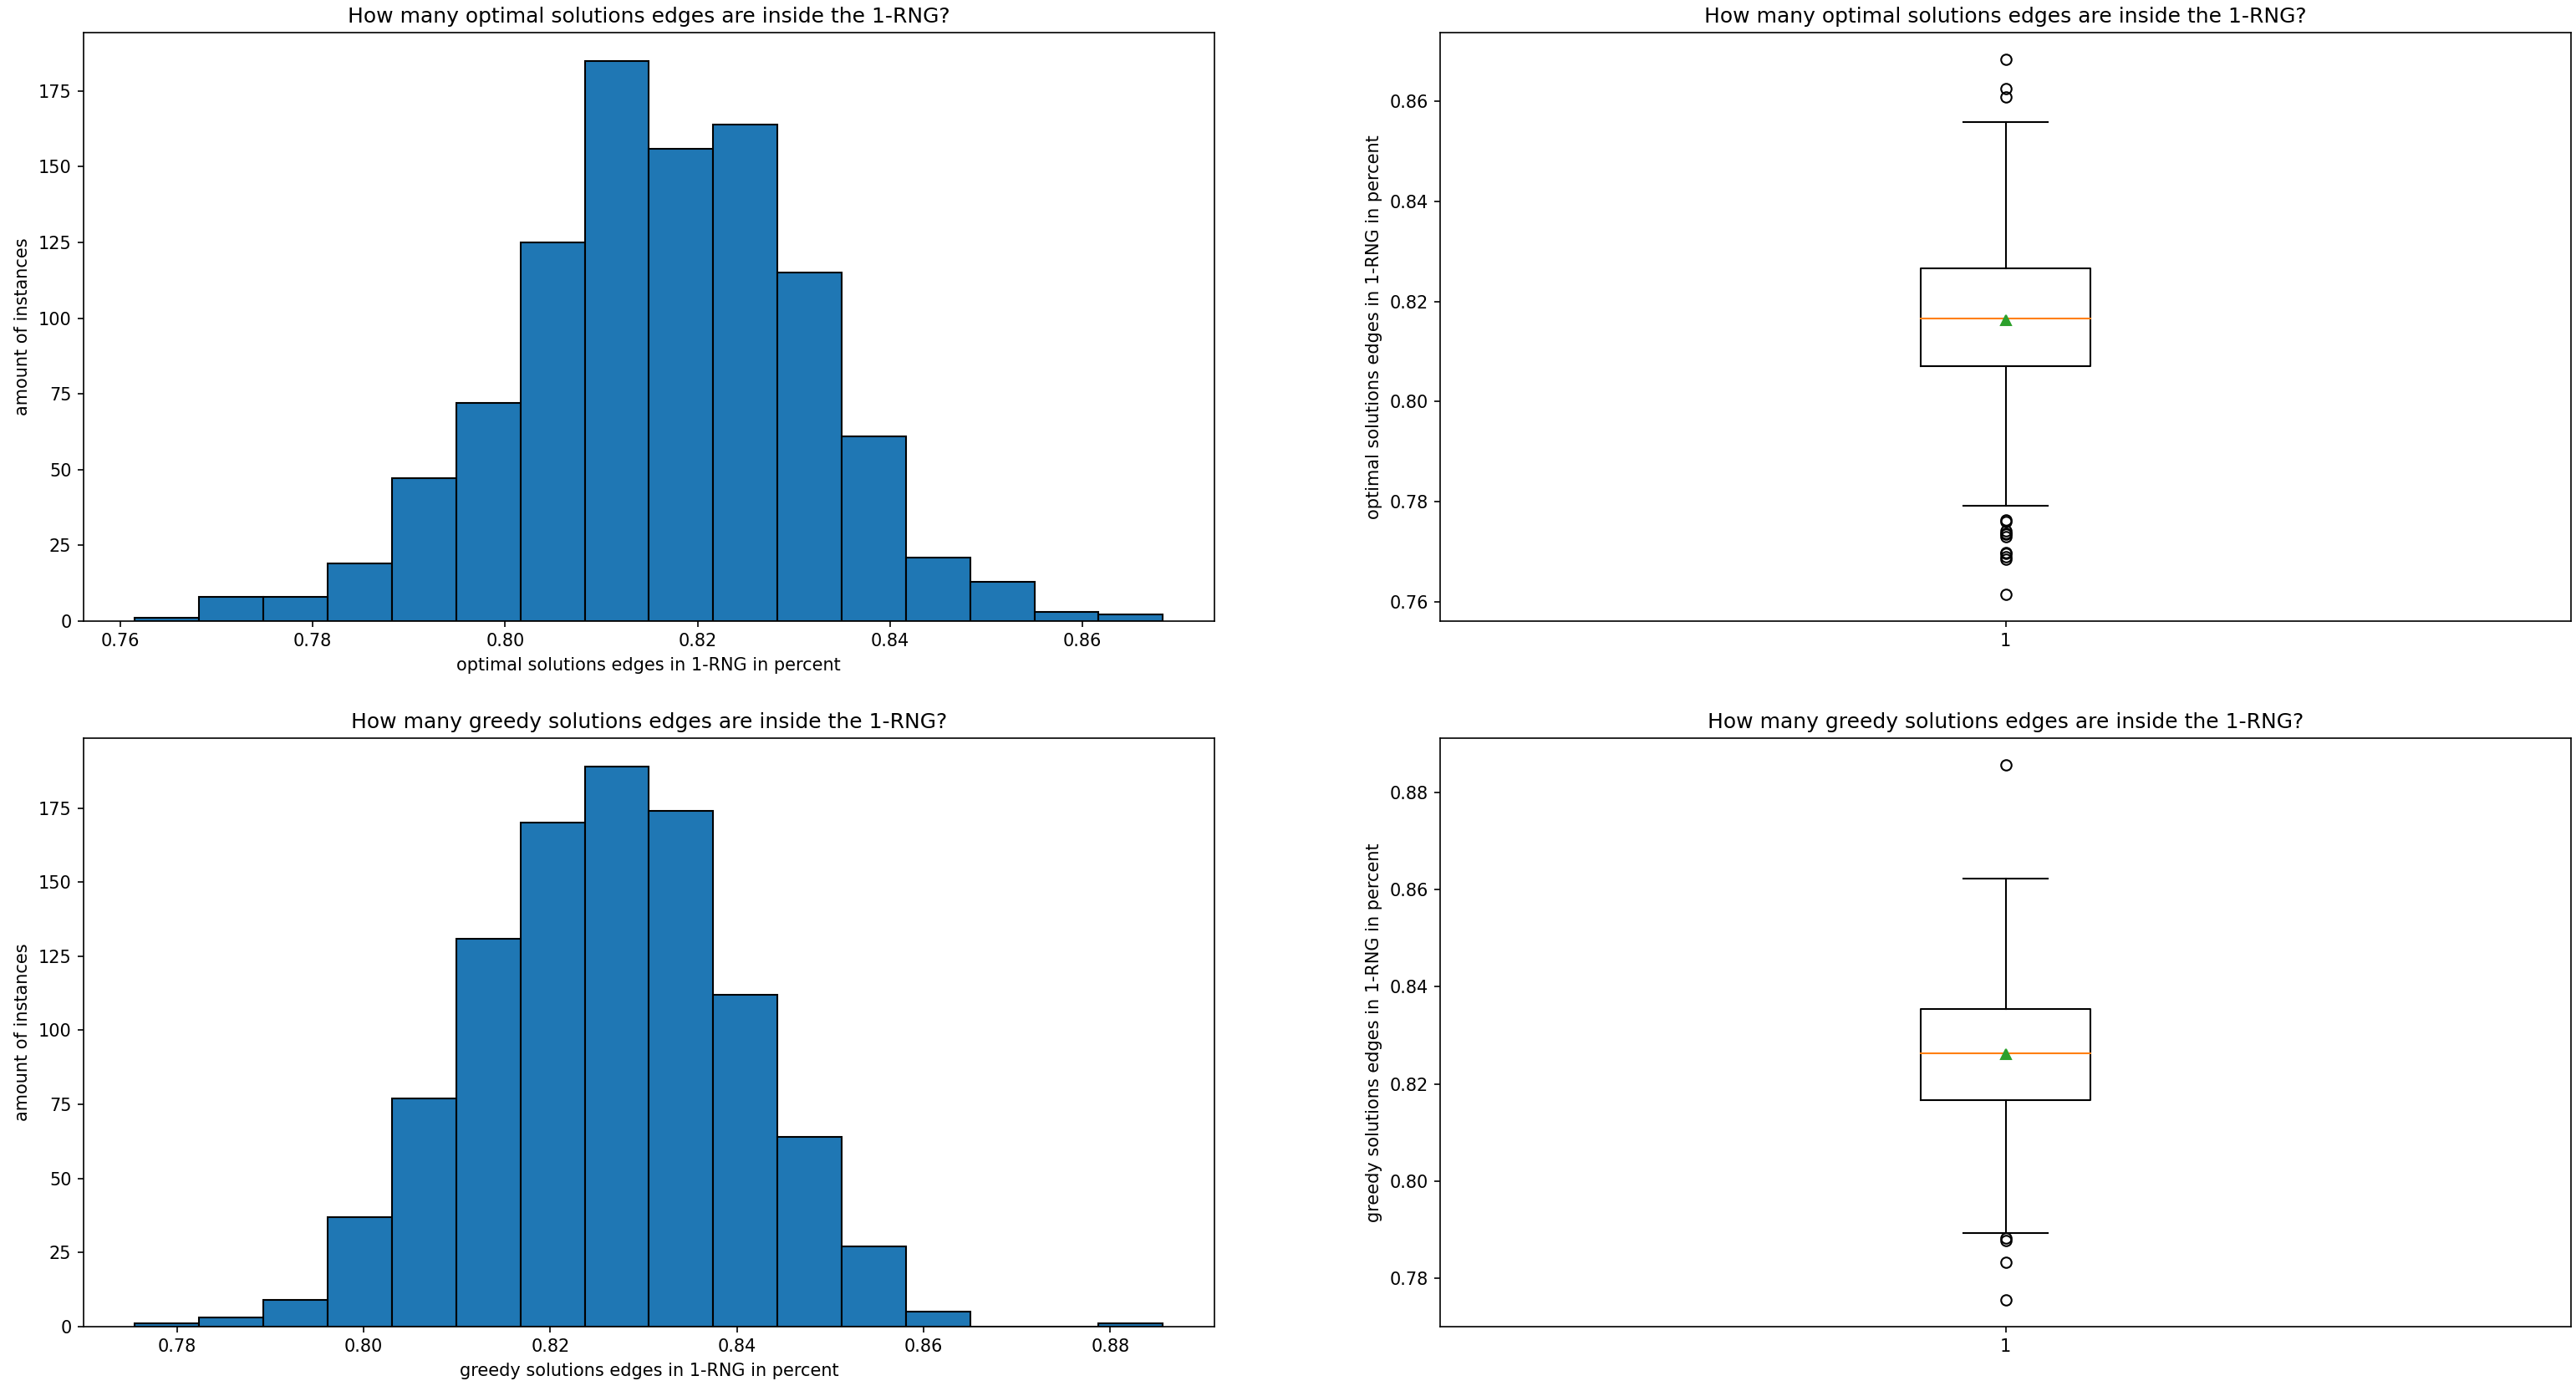 How many optimal solutions edges are inside the 1-RNG?
amount of instances
175
150
125
100
75
50
25
0
0.76 0.78 0.80 0.82 0.84 0.86
optimal solutions edges in 1-RNG in percent
How many optimal solutions edges are inside the 1-RNG?
optimal solutions edges in 1-RNG in percent
0.86
0.84
0.82
0.80
0.78
0.76
1
How many greedy solutions edges are inside the 1-RNG?
amount of instances
175
150
125
100
75
50
25
0
0.78 0.80 0.82 0.84 0.86 0.88
greedy solutions edges in 1-RNG in percent
How many greedy solutions edges are inside the 1-RNG?
greedy solutions edges in 1-RNG in percent
0.88
0.86
0.84
0.82
0.80
0.78
1